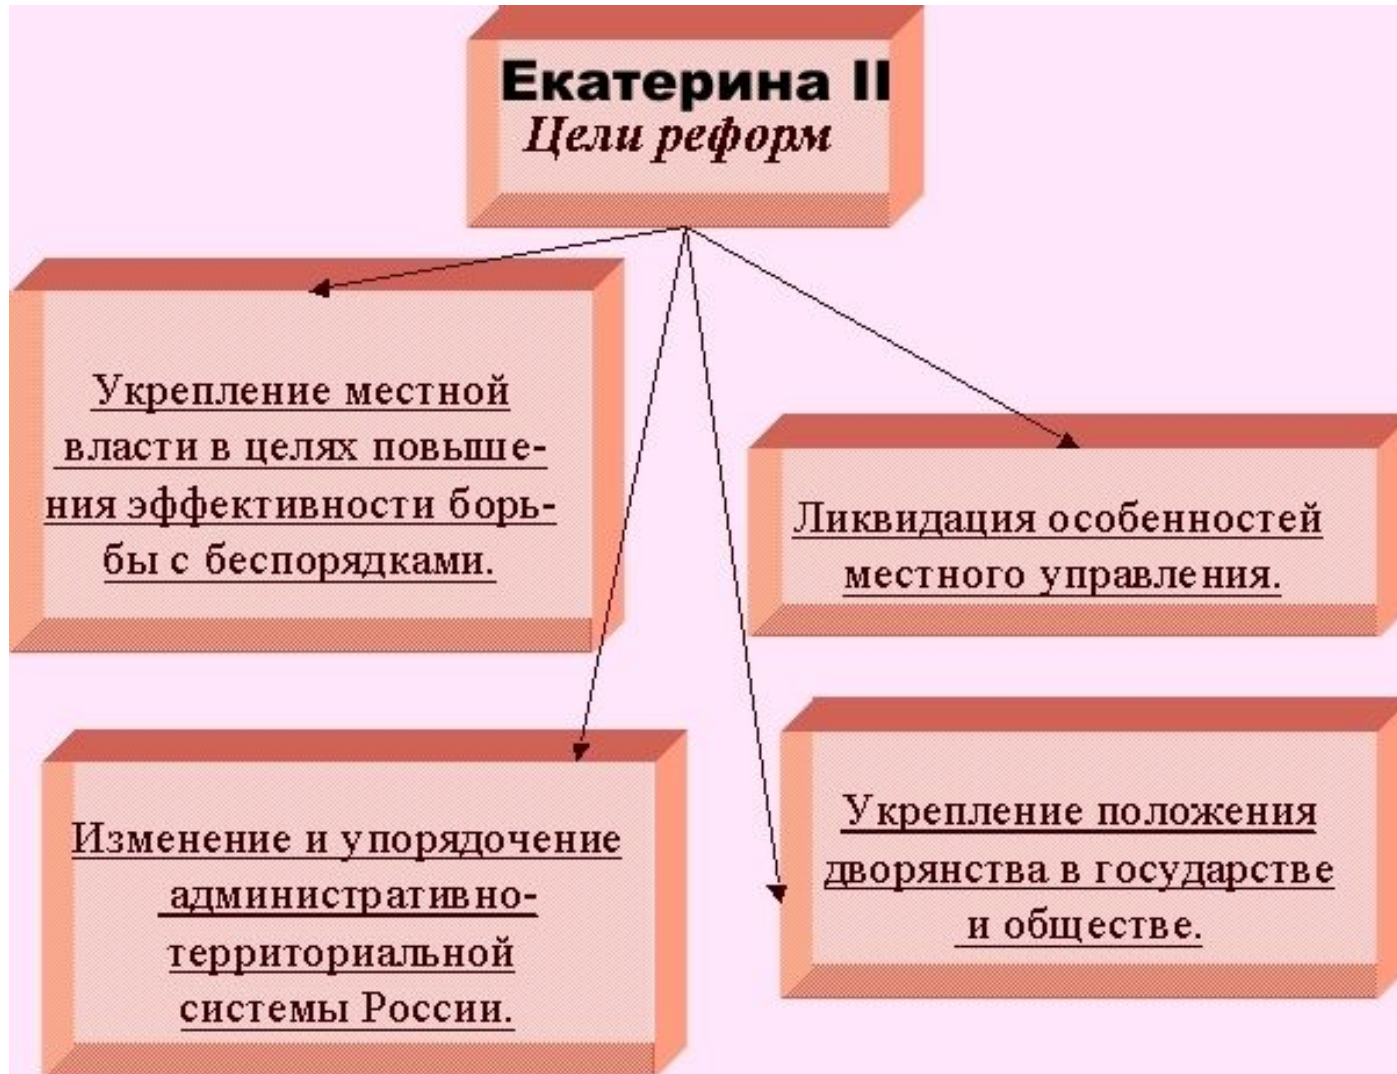 Екатерина II
Цели реформ
Укрепление местной
власти в целях повыше-
ния эффективности борь-
бы с беспорядками.
Ликвидация особенностей
местного управления.
Изменение и упорядочение
административно-
территориальной
системы России.
Укрепление положения
дворянства в государстве
и обществе.